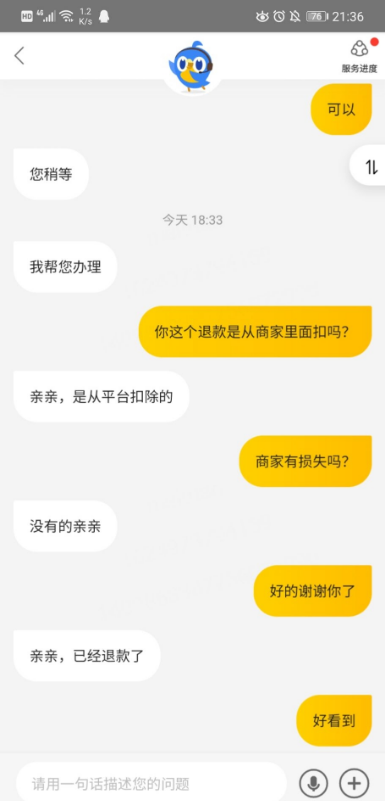 HD 4G 1.2 K/s 76 21:36
服务进度
可以
您稍等
今天 18:33
我帮您办理
你这个退款是从商家里面扣吗？
亲亲，是从平台扣除的
商家有损失吗？
没有的亲亲
好的谢谢你了
亲亲，已经退款了
好看到
请用一句话描述您的问题